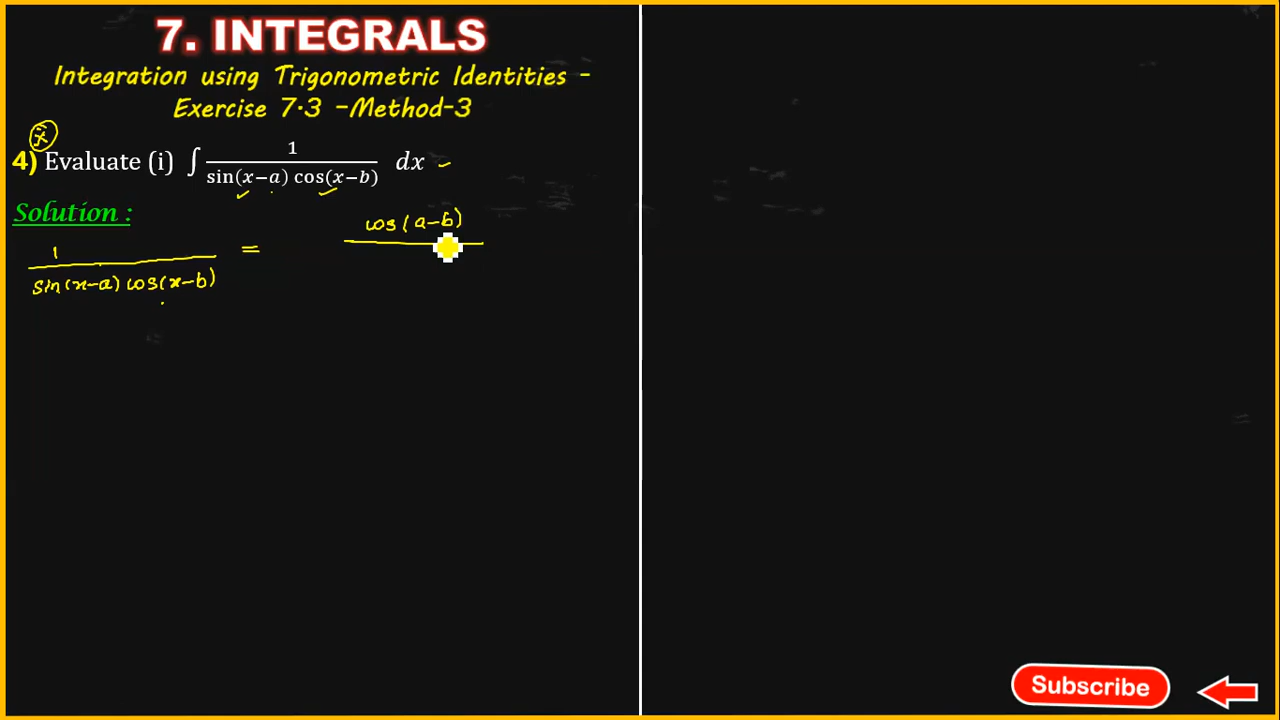 7. INTEGRALS
Integration using Trigonometric Identities -
Exercise 7.3 -Method-3
4) Evaluate (i) ∫ 1/(sin(x−a) cos(x−b)) dx
Solution :
1/(sin(x−a) cos(x−b)) = cos(a−b)
Subscribe